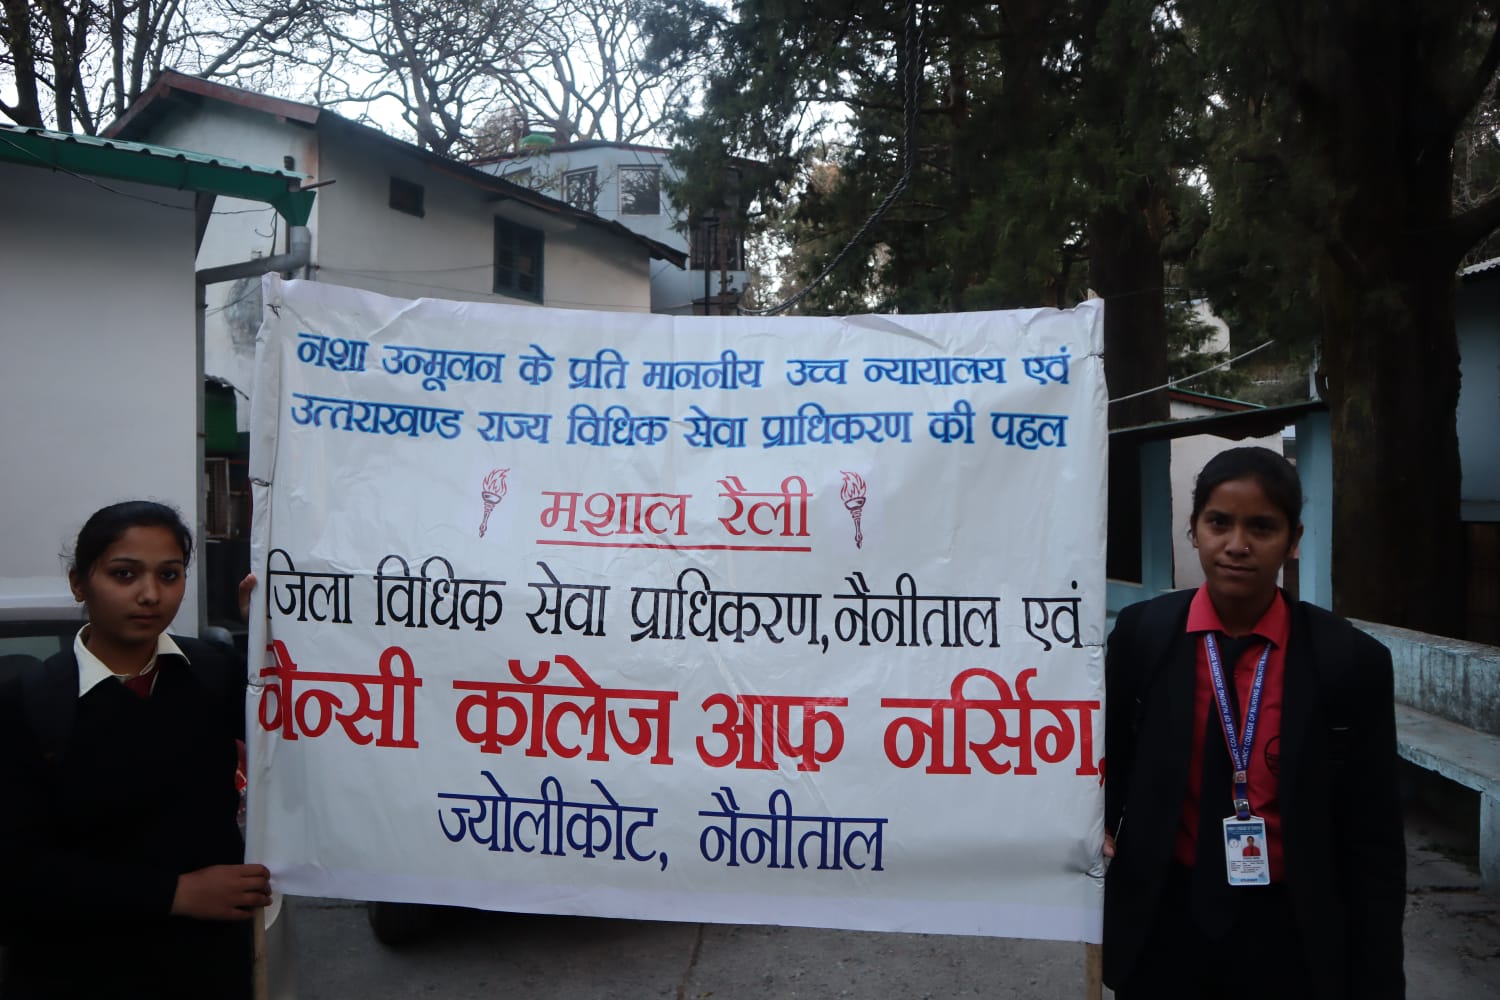 नशा उन्मूलन के प्रति माननीय उच्च न्यायालय एवं
उत्तराखण्ड राज्य विधिक सेवा प्राधिकरण की पहल
मशाल रैली
जिला विधिक सेवा प्राधिकरण,नैनीताल एवं
नेन्सी कॉलेज आफ नर्सिंग,
ज्योलीकोट, नैनीताल